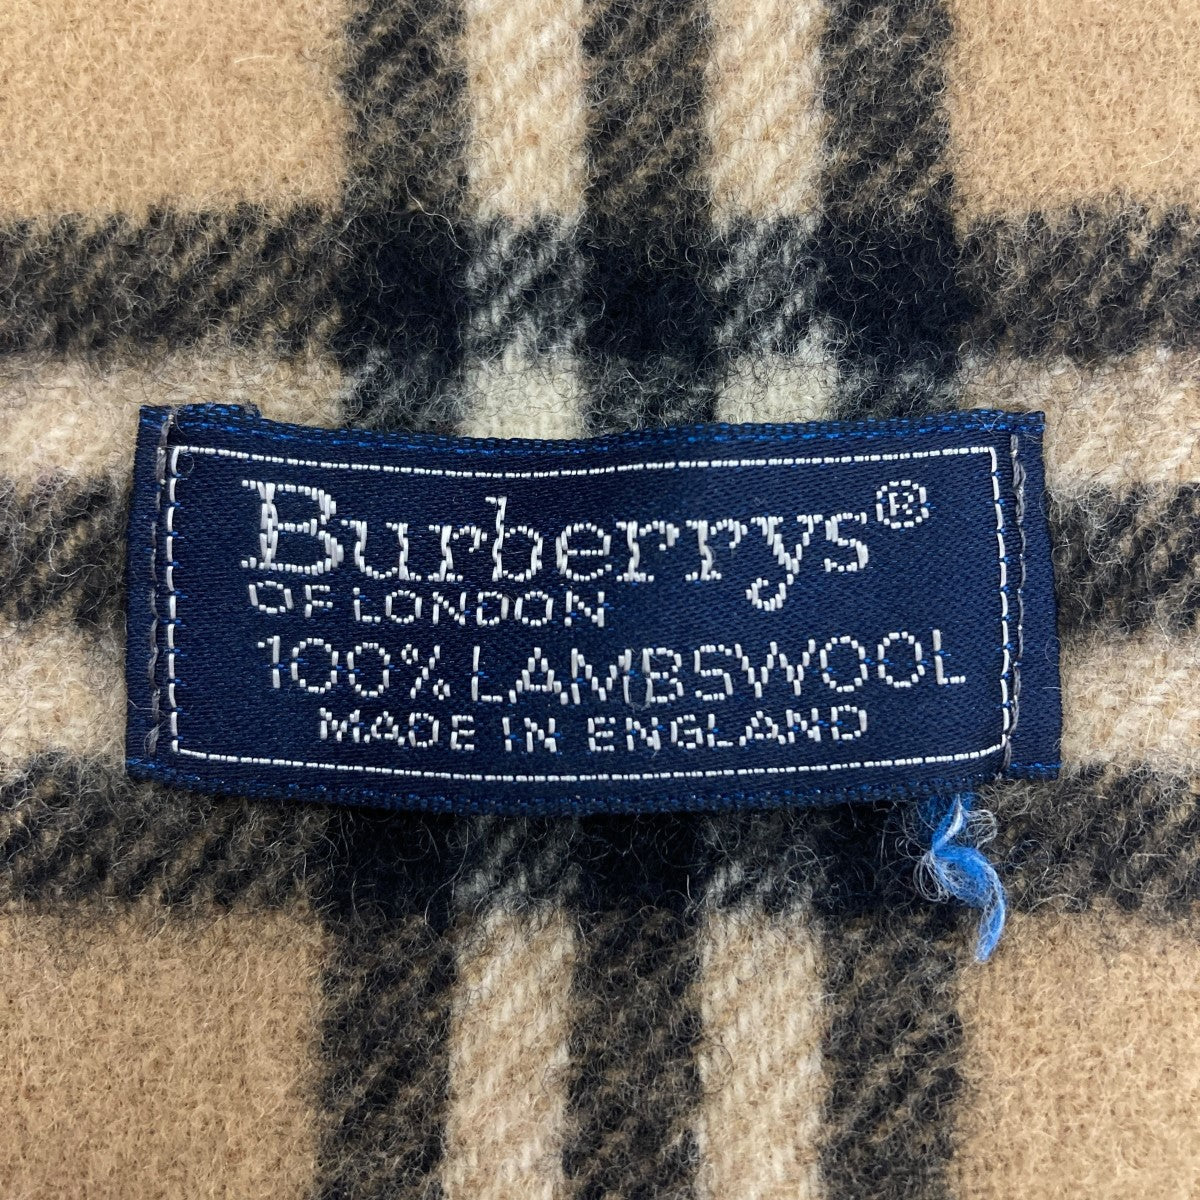 Burberrys®
OF LONDON
100% LAMBSWOOL
MADE IN ENGLAND